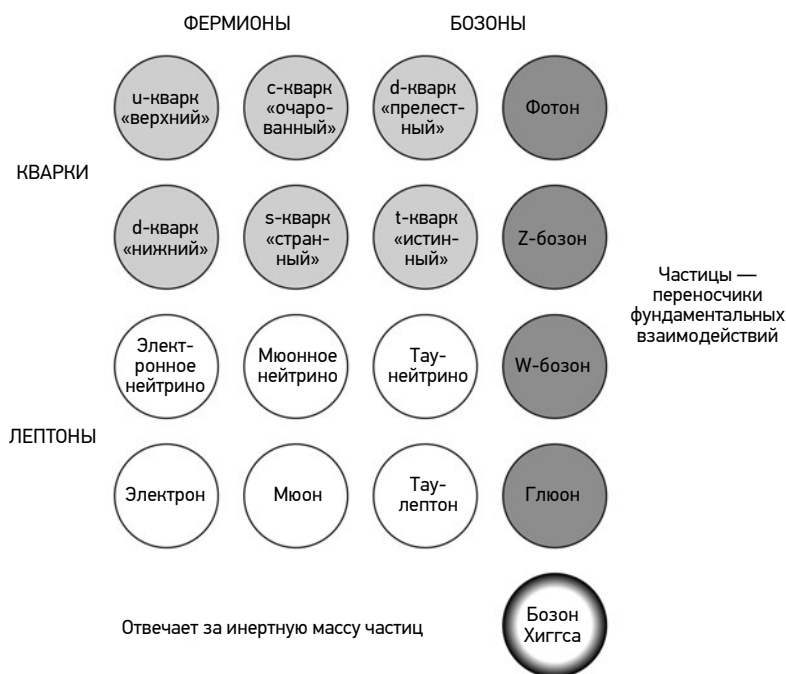 ФЕРМИОНЫ
БОЗОНЫ
u-кварк
«верхний»
c-кварк
«очаро-
ванный»
d-кварк
«прелест-
ный»
Фотон
КВАРКИ
d-кварк
«нижний»
s-кварк
«стран-
ный»
t-кварк
«истин-
ный»
Z-бозон
Частицы —
переносчики
фундаментальных
взаимодействий
Элект-
ронное
нейтрино
Мюонное
нейтрино
Тау-
нейтрино
W-бозон
ЛЕПТОНЫ
Электрон
Мюон
Тау-
лептон
Глюон
Отвечает за инертную массу частиц
Бозон
Хиггса